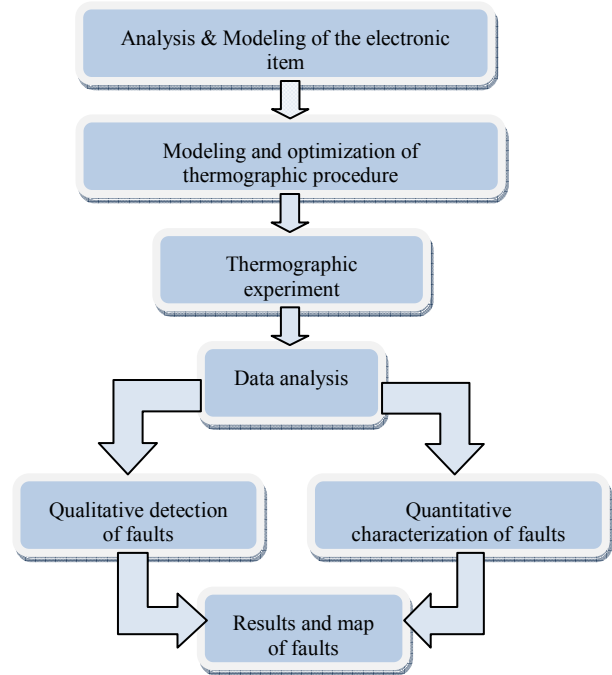 Analysis & Modeling of the electronic
item
Modeling and optimization of
thermographic procedure
Thermographic
experiment
Data analysis
Qualitative detection
of faults
Quantitative
characterization of faults
Results and map
of faults